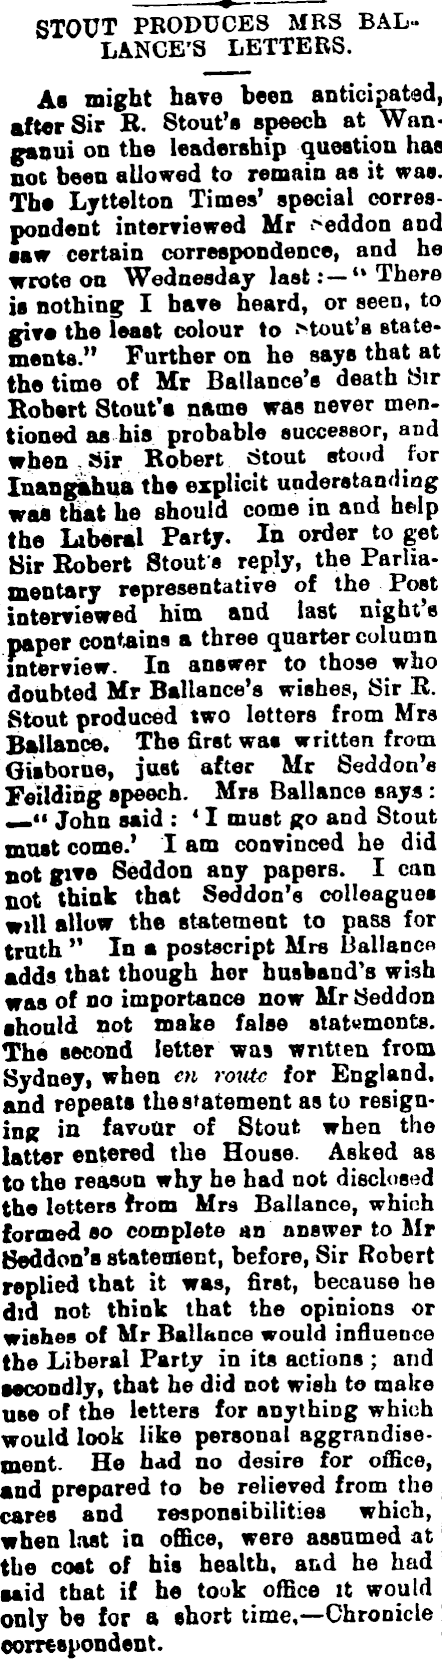 STOUT PRODUCES MRS BAL-
LANCE'S LETTERS.
As might have been anticipated,
after Sir R. Stout's speech at Wan-
ganui on the leadership question has
not been allowed to remain as it was.
The Lyttelton Times' special corres-
pondent interviewed Mr Seddon and
saw certain correspondence, and he
wrote on Wednesday last:—" There
is nothing I have heard, or seen, to
give the least colour to Stout's state-
ments." Further on he says that at
the time of Mr Ballance's death Sir
Robert Stout's name was never men-
tioned as his probable successor, and
when Sir Robert Stout stood for
Inangahua the explicit understanding
was that he should come in and help
the Liberal Party. In order to get
Sir Robert Stout's reply, the Parlia-
mentary representative of the Post
interviewed him and last night's
paper contains a three quarter column
interview. In answer to those who
doubted Mr Ballance's wishes, Sir R.
Stout produced two letters from Mrs
Ballance. The first was written from
Gisborne, just after Mr Seddon's
Feilding speech. Mrs Ballance says:
—" John said : ' I must go and Stout
must come.' I am convinced he did
not give Seddon any papers. I can
not think that Seddon's colleagues
will allow the statement to pass for
truth " In a postscript Mrs Ballance
adds that though her husband's wish
was of no importance now Mr Seddon
should not make false statements.
The second letter was written from
Sydney, when en route for England,
and repeats the statement as to resign-
ing in favour of Stout when the
latter entered the House. Asked as
to the reason why he had not disclosed
the letters from Mrs Ballance, which
formed so complete an answer to Mr
Seddon's statement, before, Sir Robert
replied that it was, first, because he
did not think that the opinions or
wishes of Mr Ballance would influence
the Liberal Party in its actions ; and
secondly, that he did not wish to make
use of the letters for anything which
would look like personal aggrandise-
ment. He had no desire for office,
and prepared to be relieved from the
cares and responsibilities which,
when last in office, were assumed at
the cost of his health, and he had
said that if he took office it would
only be for a short time.—Chronicle
correspondent.